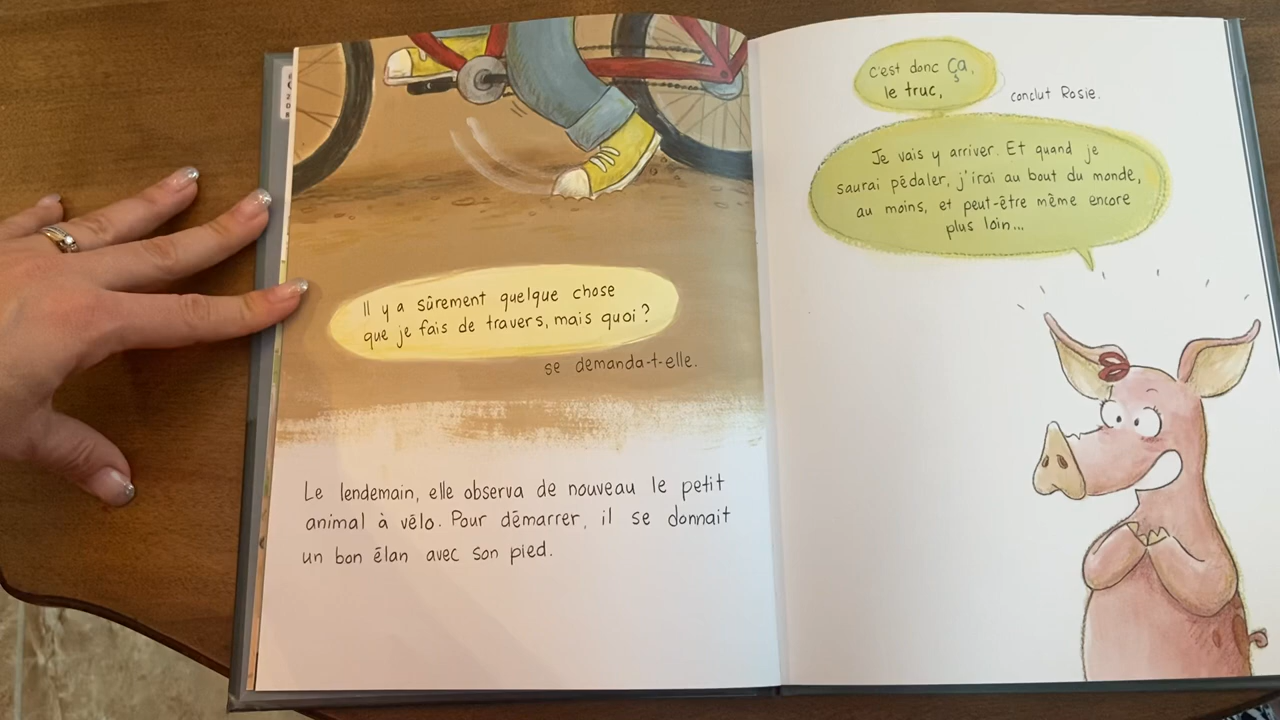 Il y a sûrement quelque chose
que je fais de travers, mais quoi ?
se demanda-t-elle.
Le lendemain, elle observa de nouveau le petit
animal à vélo. Pour démarrer, il se donnait
un bon élan avec son pied.
C'est donc Ça,
le truc,
conclut Rosie.
Je vais y arriver. Et quand je
saurai pédaler, j'irai au bout du monde,
au moins, et peut-être même encore
plus loin...